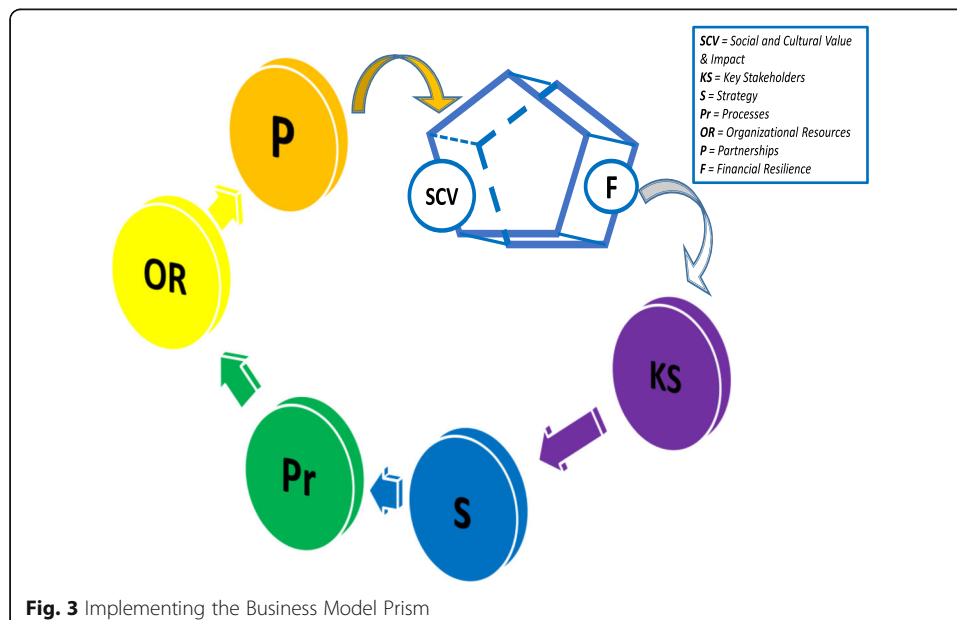 SCV = Social and Cultural Value
& Impact
KS = Key Stakeholders
S = Strategy
Pr = Processes
OR = Organizational Resources
P = Partnerships
F = Financial Resilience
P
SCV
F
OR
KS
Pr
S
Fig. 3 Implementing the Business Model Prism